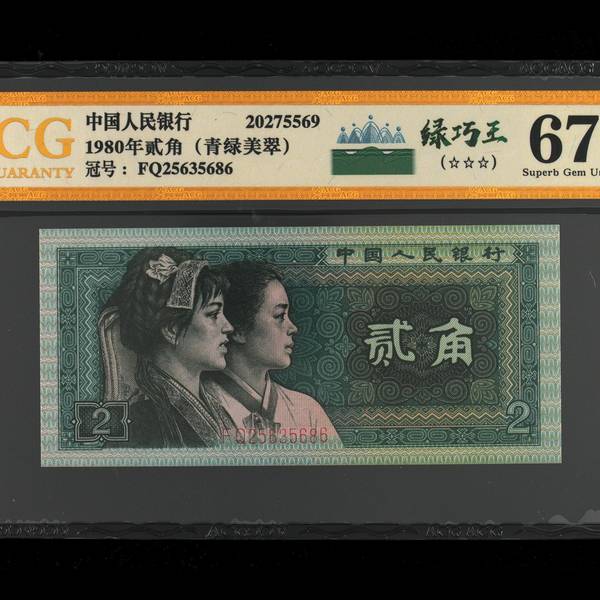 CG
UARANTY
中国人民银行 20275569
1980年贰角（青绿美翠）
冠号：FQ25635686
绿巧王
(☆☆☆)
67
Superb Gem Un
中国人民银行
贰角
2
2
FQ25635686